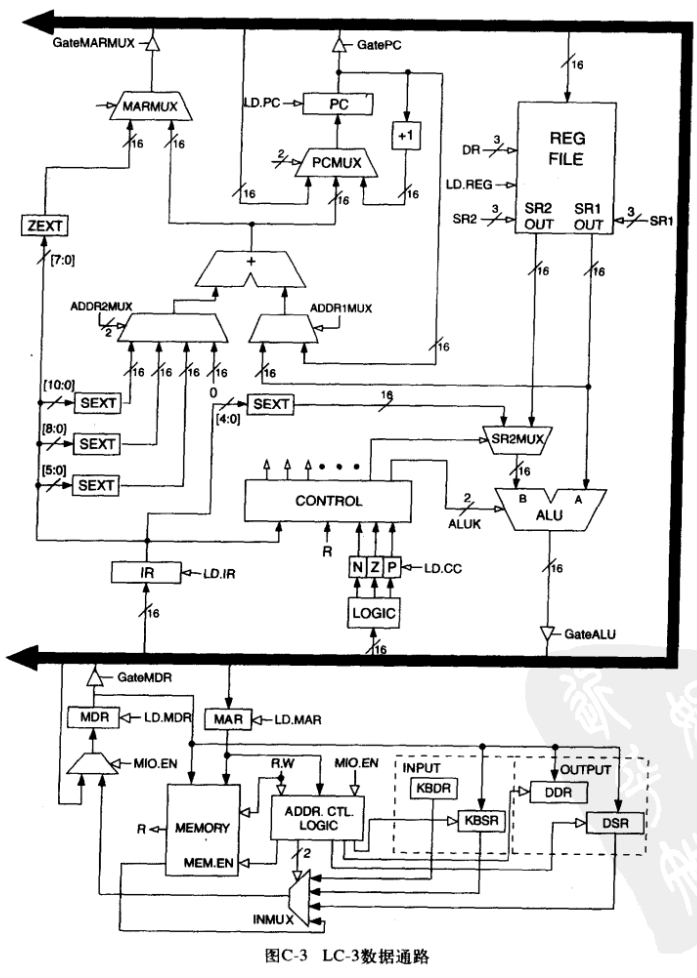 GateMARMUX
GatePC
MARMUX
16
16
LD.PC
PC
+1
2
PCMUX
16
16
16
16
REG
FILE
DR
3
LD.REG
SR2
3
SR2
OUT
SR1
OUT
3
SR1
ZEXT
[7:0]
+
16
16
ADDR2MUX
2
ADDR1MUX
16
16
16
16
16
0
16
[10:0]
SEXT
[4:0]
SEXT
16
[8:0]
SEXT
SR2MUX
[5:0]
SEXT
16
CONTROL
2
ALUK
B
A
ALU
R
IR
LD.IR
N
Z
P
LD.CC
16
16
LOGIC
16
GateALU
GateMDR
MDR
LD.MDR
MAR
LD.MAR
MIO.EN
R.W
MIO.EN
INPUT
KBDR
OUTPUT
DDR
R
MEMORY
ADDR. CTL.
LOGIC
KBSR
DSR
MEM.EN
2
INMUX
图C-3 LC-3数据通路